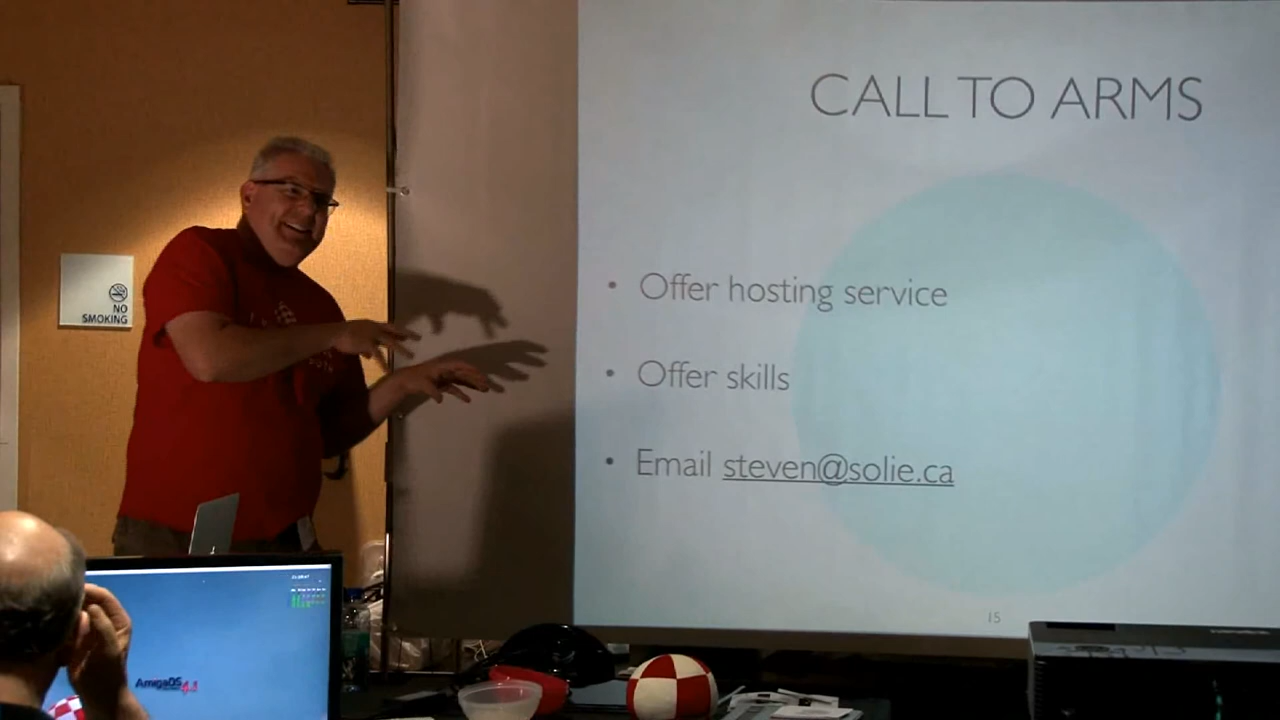 CALL TO ARMS
• Offer hosting service
• Offer skills
• Email steven@solie.ca
15
NO
SMOKING
AmigaOS 4.1